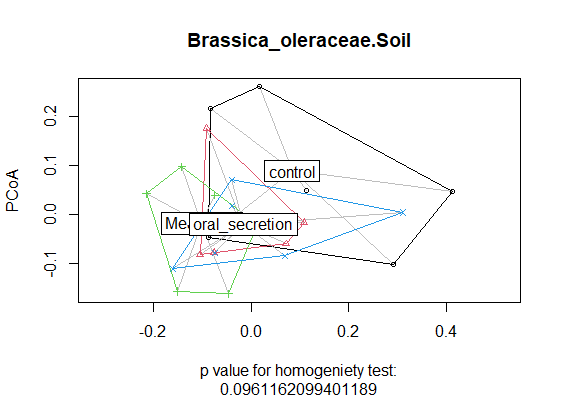 Brassica_oleraceae.Soil
PCoA
0.2
0.1
0.0
-0.1
control
oral_secretion
-0.2
0.0
0.2
0.4
p value for homogeniety test:
0.0961162099401189